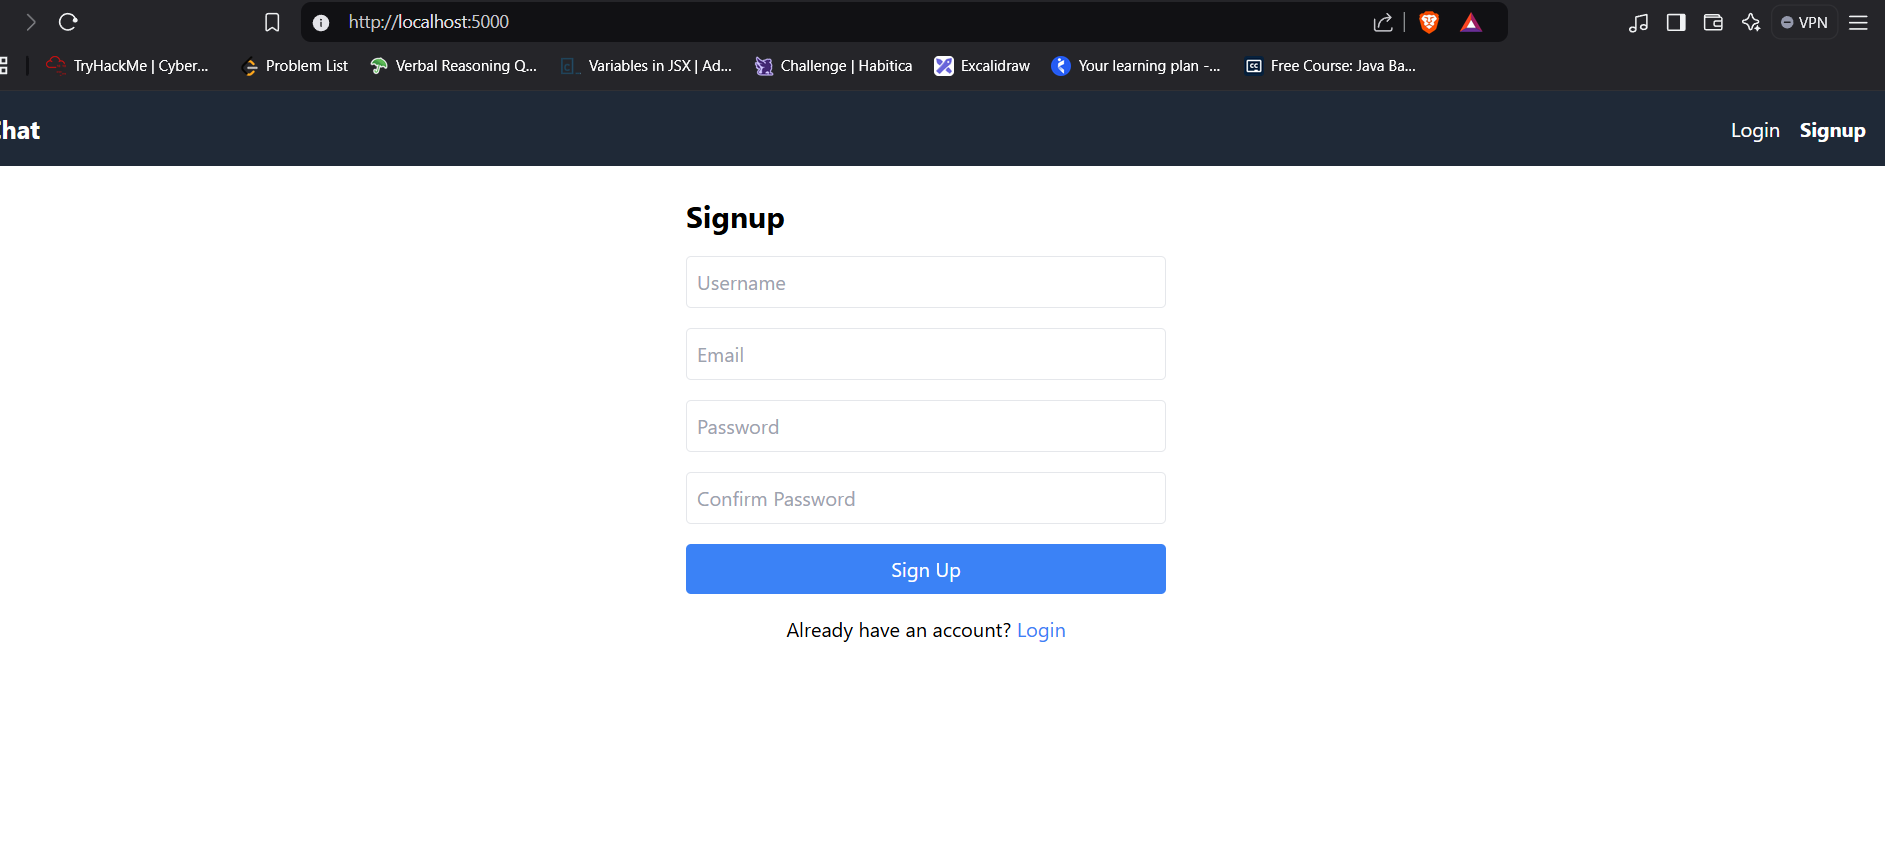 http://localhost:5000
VPN
TryHackMe | Cyber... Problem List Verbal Reasoning Q... Variables in JSX | Ad... Challenge | Habitica Excalidraw Your learning plan -... Free Course: Java Ba...
hat Login Signup
Signup
Username
Email
Password
Confirm Password
Sign Up
Already have an account? Login